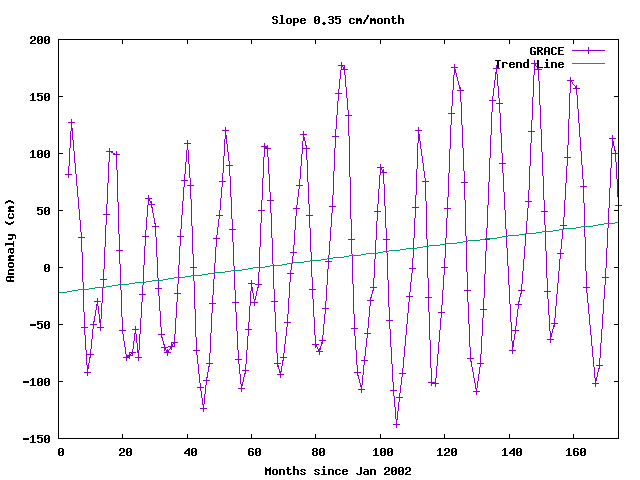 Slope 0.35 cm/month
200
150
100
50
0
-50
-100
-150
Anomaly (cm)
GRACE
Trend Line
0 20 40 60 80 100 120 140 160
Months since Jan 2002